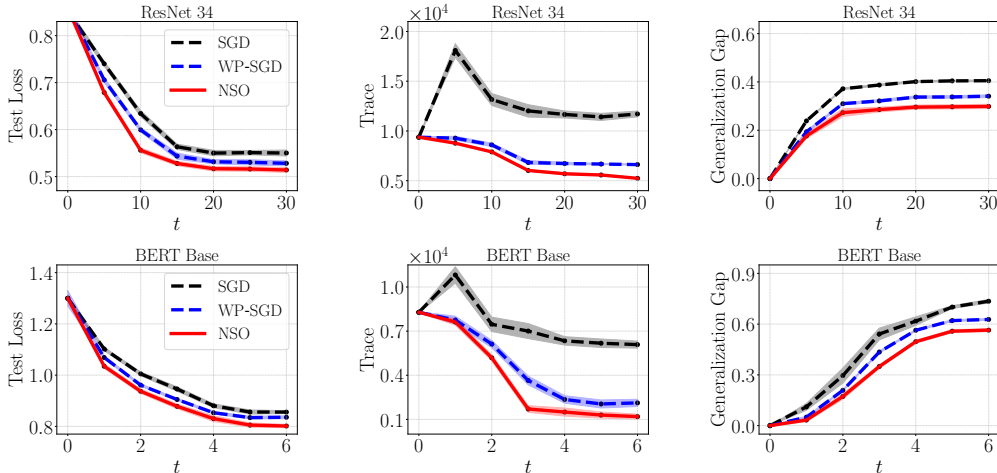 ResNet 34
Test Loss
0.8
0.7
0.6
0.5
0
10
20
30
t
SGD
WP-SGD
NSO
ResNet 34
×10⁴
Trace
2.0
1.5
1.0
0.5
0
10
20
30
t
ResNet 34
Generalization Gap
0.6
0.4
0.2
0.0
0
10
20
30
t
BERT Base
Test Loss
1.4
1.2
1.0
0.8
0
2
4
6
t
SGD
WP-SGD
NSO
BERT Base
×10⁴
Trace
1.0
0.7
0.4
0.1
0
2
4
6
t
BERT Base
Generalization Gap
0.9
0.6
0.3
0.0
0
2
4
6
t